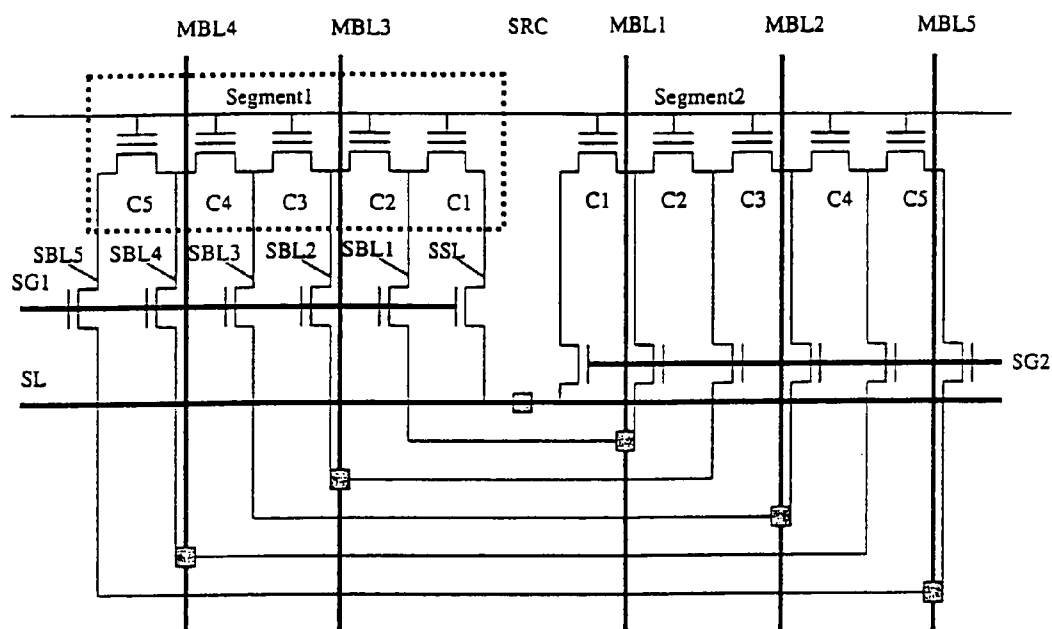 MBL4 MBL3 SRC MBL1 MBL2 MBL5
Segment1 Segment2
C5 C4 C3 C2 C1 C1 C2 C3 C4 C5
SBL5 SBL4 SBL3 SBL2 SBL1 SSL
SG1
SG2
SL